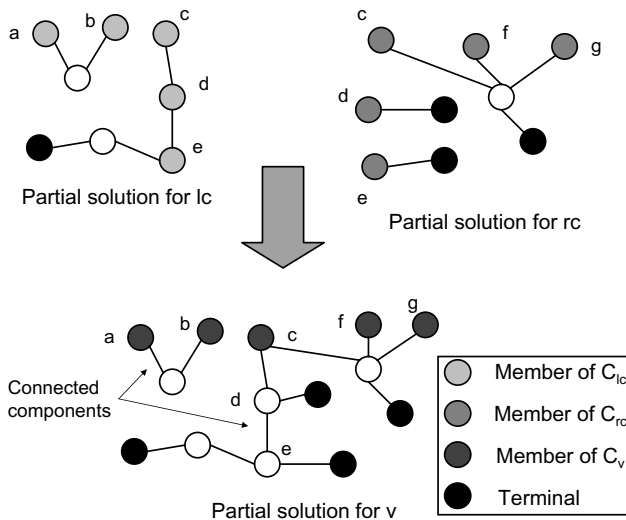 a
b
c
d
e
Partial solution for lc
c
f
g
d
e
Partial solution for rc
a
b
c
f
g
d
e
Connected
components
Partial solution for v
Member of C_lc
Member of C_rc
Member of C_v
Terminal